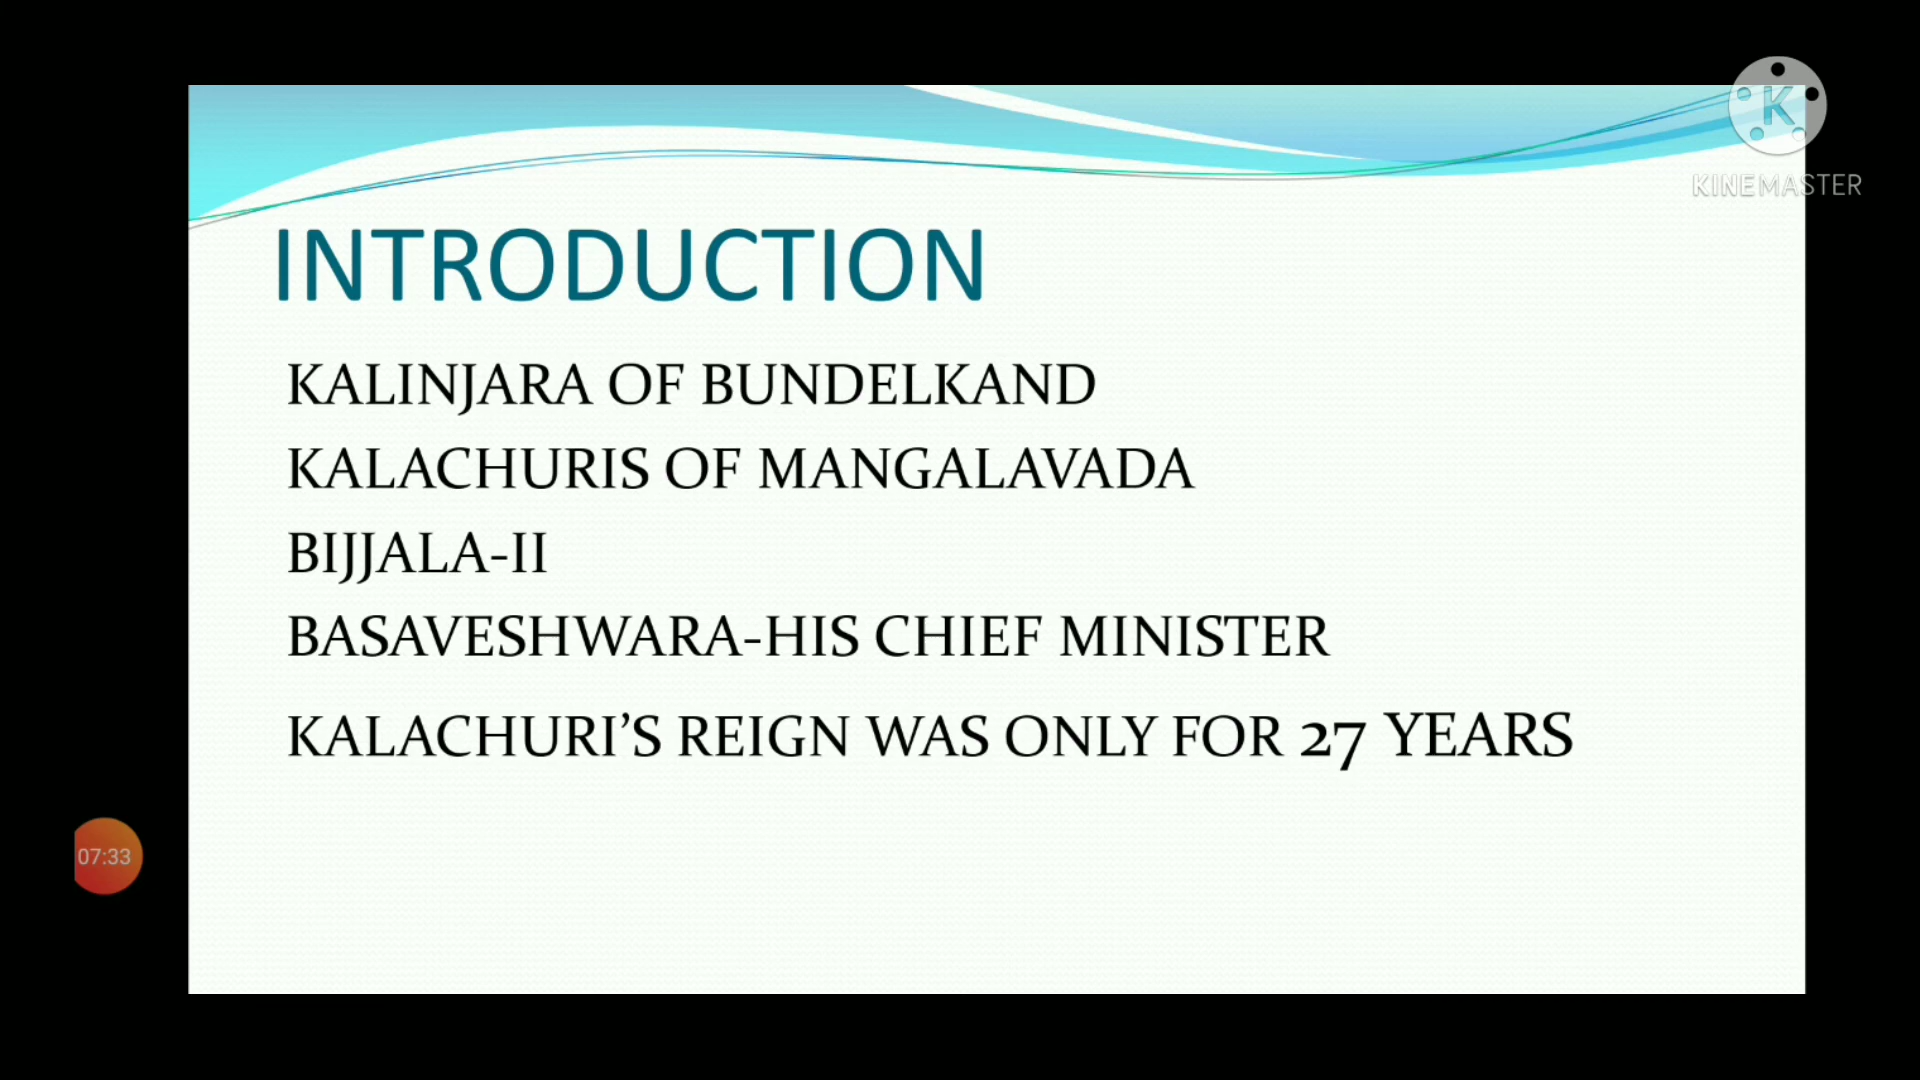 K
KINEMASTER
INTRODUCTION
KALINJARA OF BUNDELKAND
KALACHURIS OF MANGALAVADA
BIJJALA-II
BASAVESHWARA-HIS CHIEF MINISTER
KALACHURI’S REIGN WAS ONLY FOR 27 YEARS
07:33